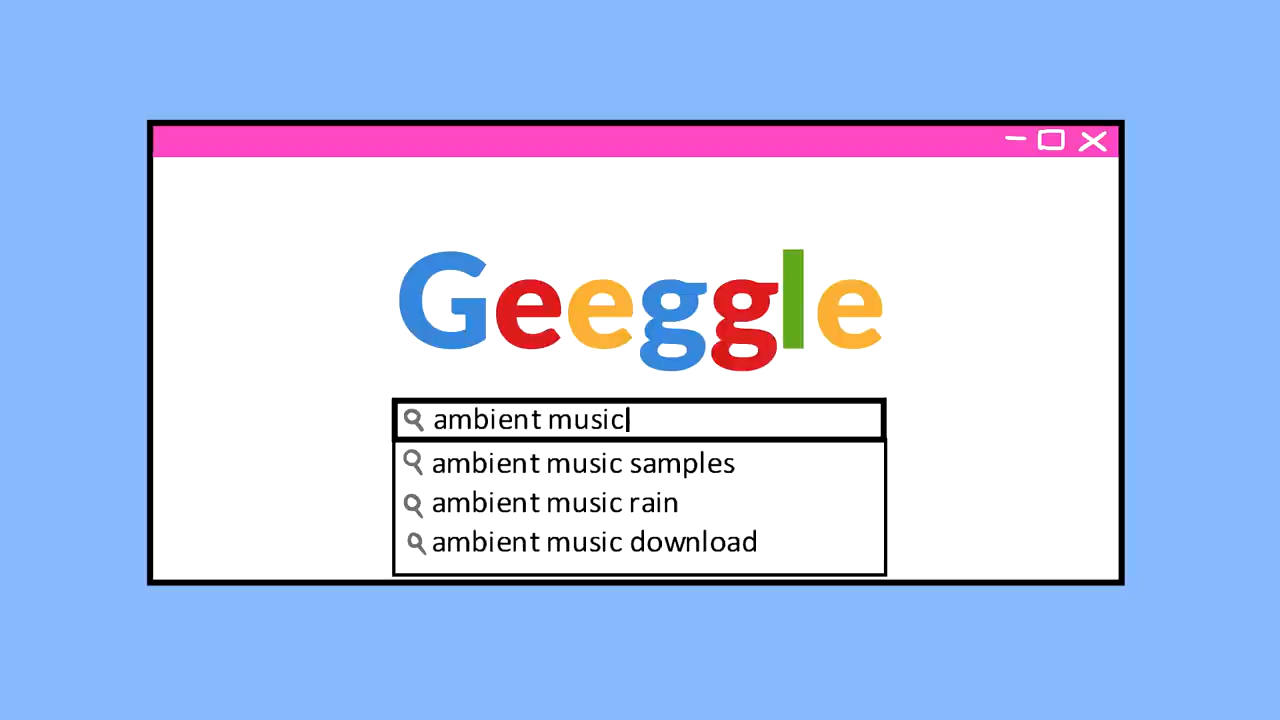 Geeggle
ambient music
ambient music samples
ambient music rain
ambient music download